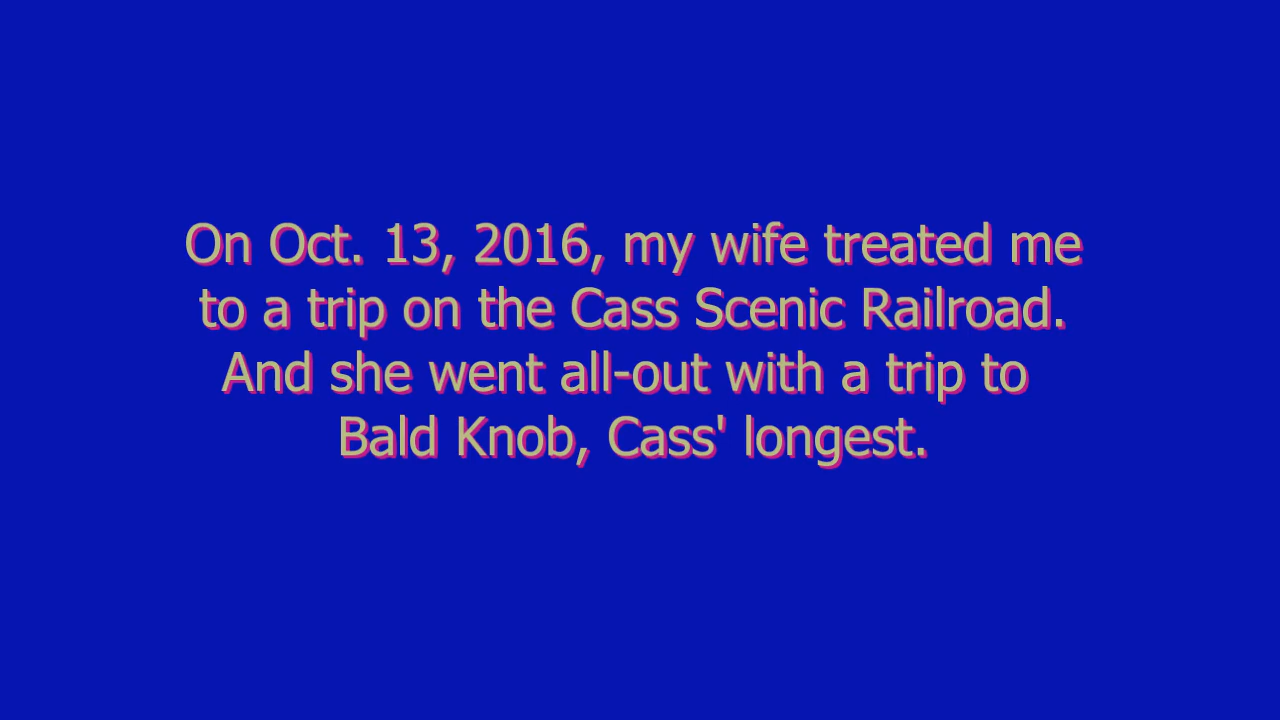 On Oct. 13, 2016, my wife treated me
to a trip on the Cass Scenic Railroad.
And she went all-out with a trip to
Bald Knob, Cass' longest.